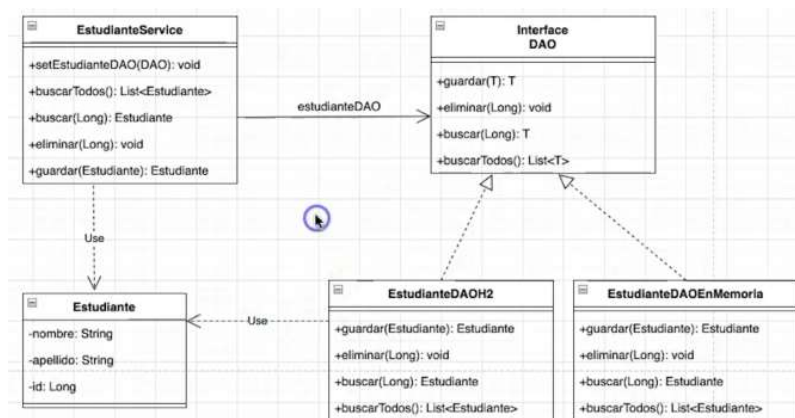 EstudianteService
+setEstudianteDAO(DAO): void
+buscarTodos(): List<Estudiante>
+buscar(Long): Estudiante
+eliminar(Long): void
+guardar(Estudiante): Estudiante
estudianteDAO
Interface
DAO
+guardar(T): T
+eliminar(Long): void
+buscar(Long): T
+buscarTodos(): List<T>
Use
Estudiante
-nombre: String
-apellido: String
-id: Long
Use
EstudianteDAOH2
+guardar(Estudiante): Estudiante
+eliminar(Long): void
+buscar(Long): Estudiante
+buscarTodos(): List<Estudiante>
EstudianteDAOEnMemoria
+guardar(Estudiante): Estudiante
+eliminar(Long): void
+buscar(Long): Estudiante
+buscarTodos(): List<Estudiante>